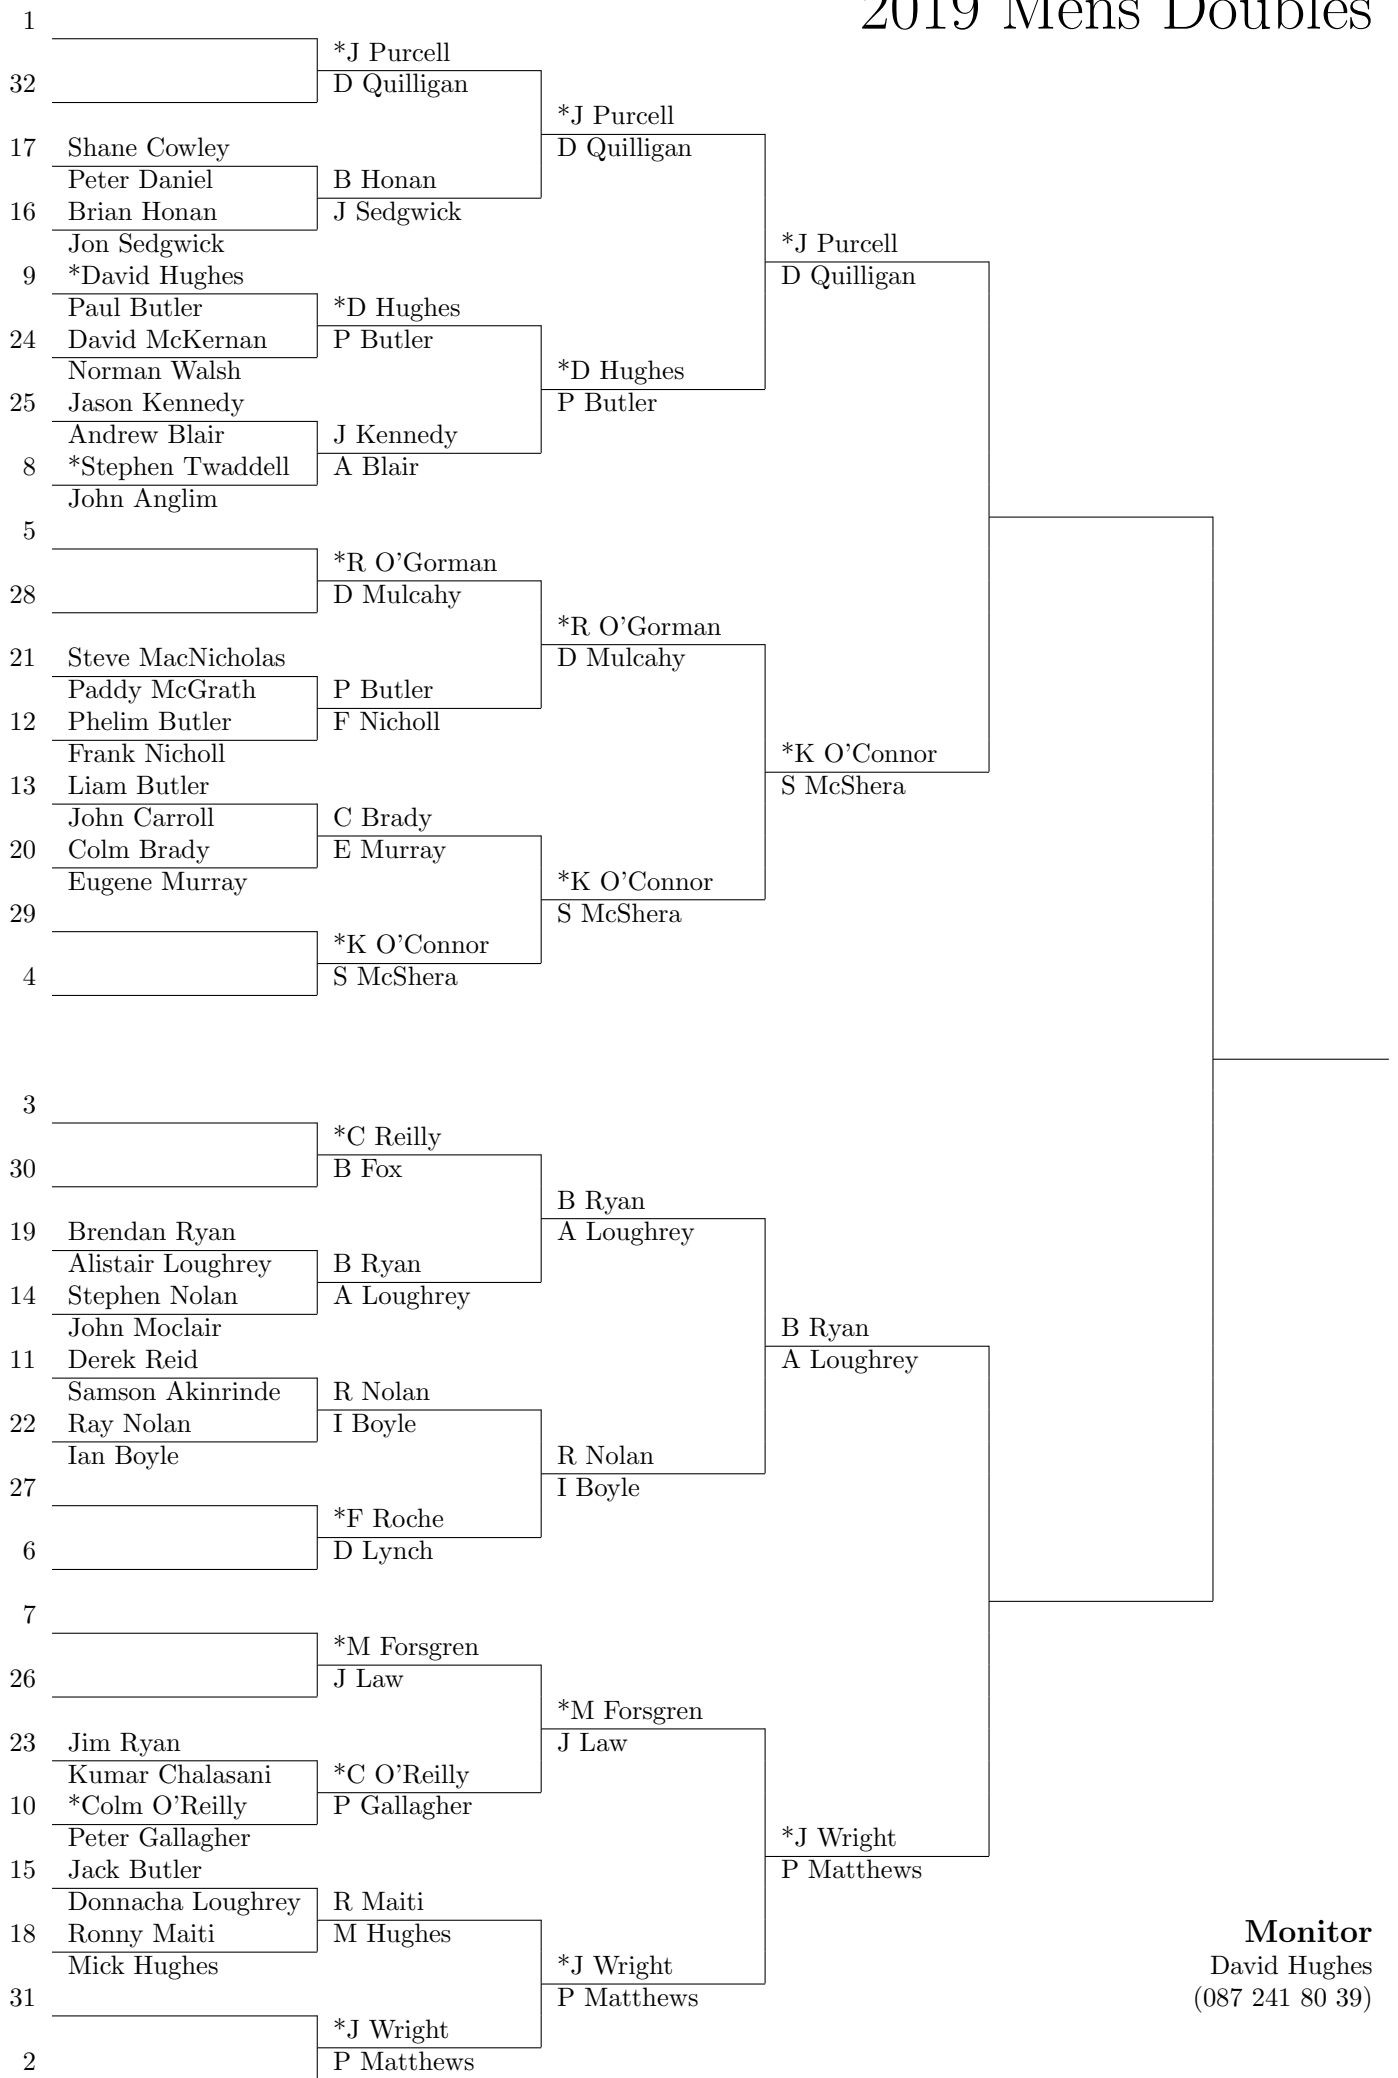 2019 Mens Doubles
1
*J Purcell
32
D Quilligan
*J Purcell
17 Shane Cowley
D Quilligan
Peter Daniel
B Honan
16 Brian Honan
J Sedgwick
Jon Sedgwick
*J Purcell
9 *David Hughes
D Quilligan
Paul Butler
*D Hughes
24 David McKernan
P Butler
Norman Walsh
*D Hughes
25 Jason Kennedy
P Butler
Andrew Blair
J Kennedy
8 *Stephen Twaddell
A Blair
John Anglim
5
*R O'Gorman
28
D Mulcahy
*R O'Gorman
21 Steve MacNicholas
D Mulcahy
Paddy McGrath
P Butler
12 Phelim Butler
F Nicholl
Frank Nicholl
*K O'Connor
13 Liam Butler
S McShera
John Carroll
C Brady
20 Colm Brady
E Murray
Eugene Murray
*K O'Connor
29
S McShera
*K O'Connor
4
S McShera
3
*C Reilly
30
B Fox
B Ryan
19 Brendan Ryan
A Loughrey
Alistair Loughrey
B Ryan
14 Stephen Nolan
A Loughrey
John Moclair
B Ryan
11 Derek Reid
A Loughrey
Samson Akinrinde
R Nolan
22 Ray Nolan
I Boyle
Ian Boyle
R Nolan
27
I Boyle
*F Roche
6
D Lynch
7
*M Forsgren
26
J Law
*M Forsgren
23 Jim Ryan
J Law
Kumar Chalasani
*C O'Reilly
10 *Colm O'Reilly
P Gallagher
Peter Gallagher
*J Wright
15 Jack Butler
P Matthews
Donnacha Loughrey
R Maiti
18 Ronny Maiti
M Hughes
Mick Hughes
*J Wright
31
P Matthews
*J Wright
2
P Matthews
Monitor
David Hughes
(087 241 80 39)